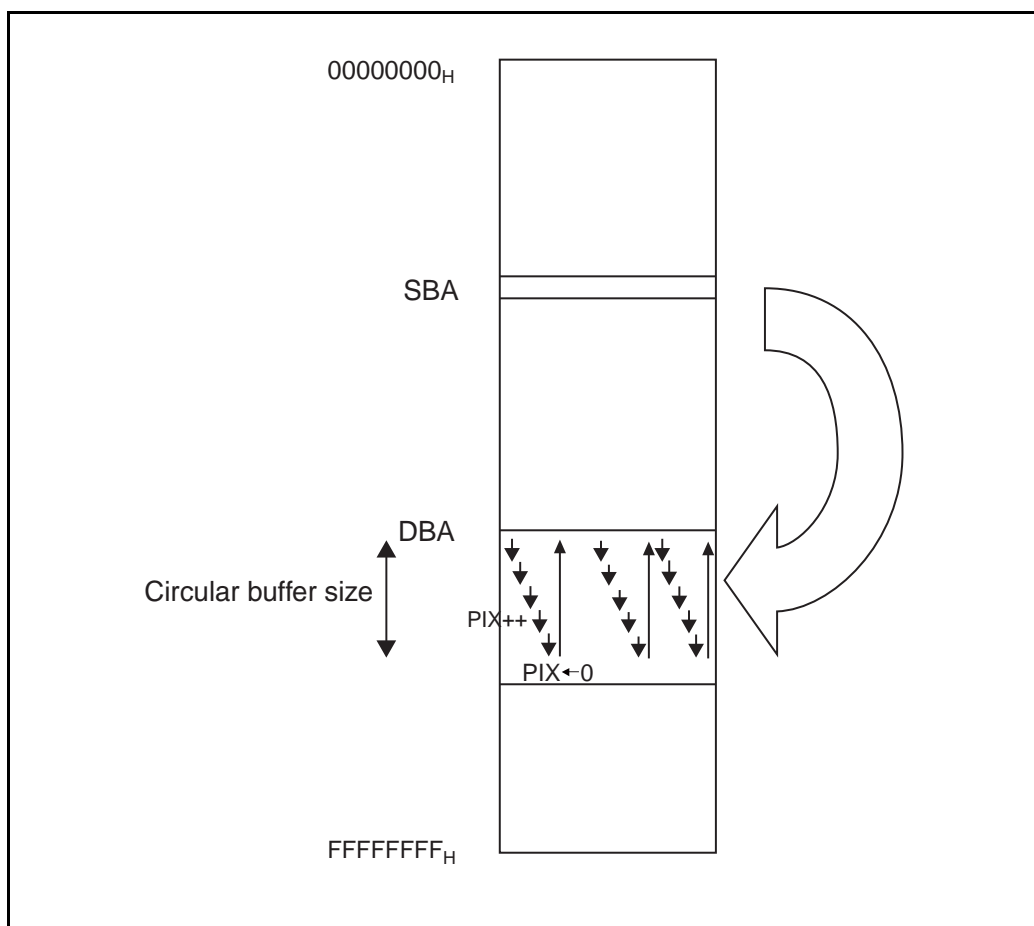 00000000H
SBA
DBA
Circular buffer size
PIX++
PIX←0
FFFFFFFFH